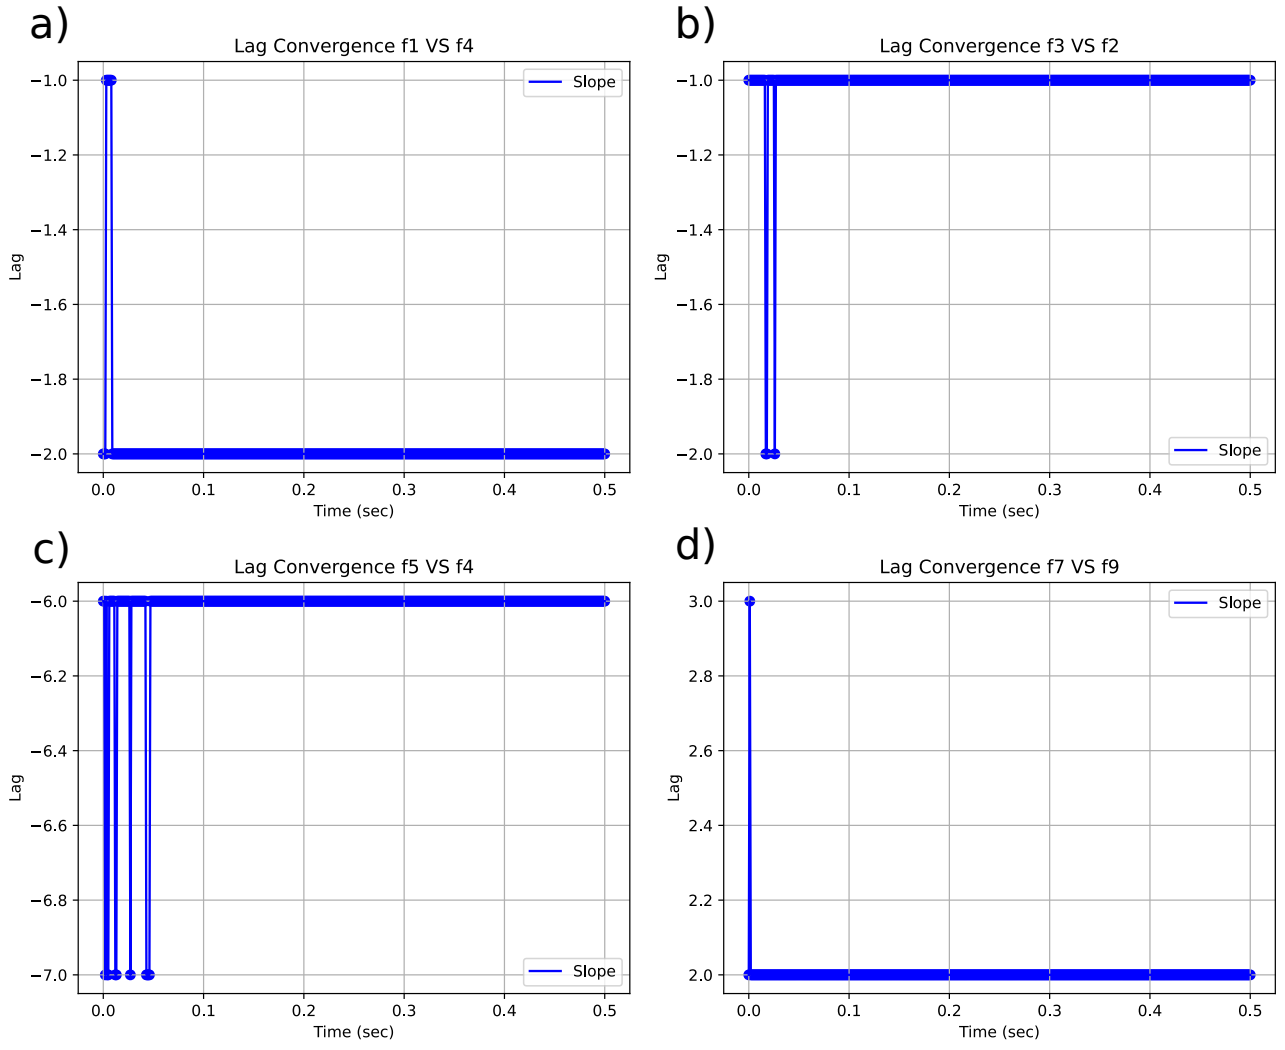 a)
Lag Convergence f1 VS f4
Slope
−1.0
−1.2
−1.4
−1.6
−1.8
−2.0
Lag
0.0 0.1 0.2 0.3 0.4 0.5
Time (sec)
b)
Lag Convergence f3 VS f2
−1.0
−1.2
−1.4
−1.6
−1.8
−2.0
Lag
Slope
0.0 0.1 0.2 0.3 0.4 0.5
Time (sec)
c)
Lag Convergence f5 VS f4
−6.0
−6.2
−6.4
−6.6
−6.8
−7.0
Lag
Slope
0.0 0.1 0.2 0.3 0.4 0.5
Time (sec)
d)
Lag Convergence f7 VS f9
Slope
3.0
2.8
2.6
2.4
2.2
2.0
Lag
0.0 0.1 0.2 0.3 0.4 0.5
Time (sec)